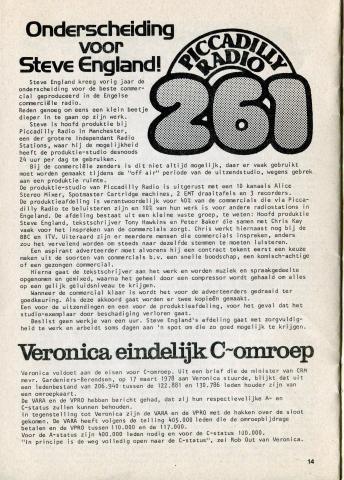 Onderscheiding
voor
Steve England!
PICCADILLY
RADIO
261
Steve England kreeg vorig jaar de
onderscheiding voor de beste commer-
cial geproduceerd in de Engelse
commerciële radio.
Reden genoeg om eens een klein beetje
dieper in te gaan op zijn werk.
Steve is hoofd produktie bij
Piccadilly Radio in Manchester,
een der grotere Independant Radio
Stations, waar hij de mogelijkheid
heeft de produktie-studio desnoods
24 uur per dag te gebruiken.
Bij de commerciële zenders is dit niet altijd mogelijk, daar er vaak gebruikt
moet worden gemaakt tijdens de "off air" periode van de uitzendstudio, wegens gebrek
aan een produktie ruimte.
De produktie-studio van Piccadilly Radio is uitgerust met een 10 kanaals Alice
Stereo Mixer, Spotmaster Cartridge machines, 2 EMT draaitafels en 3 recorders.
De produktieafdeling is verantwoordelijk voor 40% van de commercials die via Picca-
dilly Radio te beluisteren zijn en 10% van hun werk is voor andere radiostations in
Engeland. De afdeling bestaat uit een kleine vaste groep, te weten: Hoofd produktie
Steve England, tekstschrijver Tony Hawkins en Peter Baker die samen met Chris Kay
vaak voor het inspreken van de commercials zorgt. Chris werkt hiernaast nog bij de
BBC en ITV. Uiteraard zijn er meerdere mensen die commercials inspreken, anders
zou het vervelend worden om steeds naar dezelfde stemmen te moeten luisteren.
Een aspirant adverteerder moet alvorens hij een contract tekent eerst een keuze
maken uit de soorten van commercials b.v. een snelle boodschap, een komisch-achtige
of een gezongen commercial.
Hierna gaat de tekstschrijver aan het werk en worden muziek en spraakgedeelte
opgenomen en gemixed, waarna het geheel door een compressor wordt gehaald om alles
op een gelijk geluidsniveau te krijgen.
Wanneer de commercial klaar is wordt het voor de adverteerders gedraaid ter
goedkeuring. Als deze akkoord gaat worden er twee kopieën gemaakt.
Een voor de uitzendingen en een voor de produktieafdeling, voor het geval dat het
studio-exemplaar door beschadiging verloren gaat.
Beslist geen werkje van een uur. Steve England's afdeling gaat met zorgvuldig-
heid te werk en arbeidt soms dagen aan 'n spot om die zo goed mogelijk te krijgen.
Veronica eindelijk C-omroep
Veronica voldoet aan de eisen voor C-omroep. Uit een brief die de minister van CRM
mevr. Gardeniers-Berendsen, op 17 maart 1978 aan Veronica stuurde, blijkt dat uit
een ledenbestand van 206.940 tussen de 122.881 en 130.786 leden houder zijn van
een omroepkaart.
De VARA en de VPRO hebben bericht gehad, dat zij hun respectievelijke A- en
C-status zullen kunnen behouden.
In tegenstelling tot Veronica zijn de VARA en de VPRO met de hakken over de sloot
gekomen. De VARA heeft volgens de telling 405.000 leden die de omroepbijdrage
betalen en de VPRO tussen 110.000 en de 117.000.
Voor de A-status zijn 400.000 leden nodig en voor de C-status 100.000.
"In principe is de weg volledig open naar de C-status", zei Rob Out van Veronica.
14